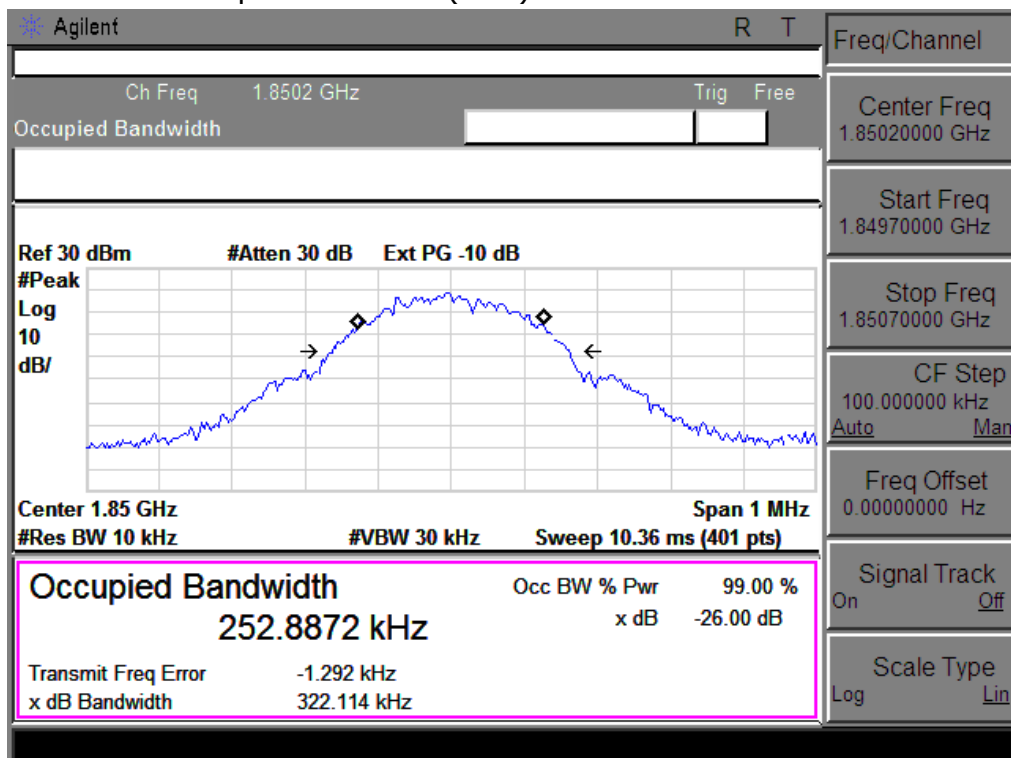 Agilent R T
Ch Freq 1.8502 GHz Trig Free
Occupied Bandwidth
Ref 30 dBm #Atten 30 dB Ext PG -10 dB
#Peak
Log
10
dB/
Center 1.85 GHz Span 1 MHz
#Res BW 10 kHz #VBW 30 kHz Sweep 10.36 ms (401 pts)
Occupied Bandwidth Occ BW % Pwr 99.00 %
252.8872 kHz x dB -26.00 dB
Transmit Freq Error -1.292 kHz
x dB Bandwidth 322.114 kHz
Freq/Channel
Center Freq
1.85020000 GHz
Start Freq
1.84970000 GHz
Stop Freq
1.85070000 GHz
CF Step
100.000000 kHz
Auto Man
Freq Offset
0.00000000 Hz
Signal Track
On Off
Scale Type
Log Lin